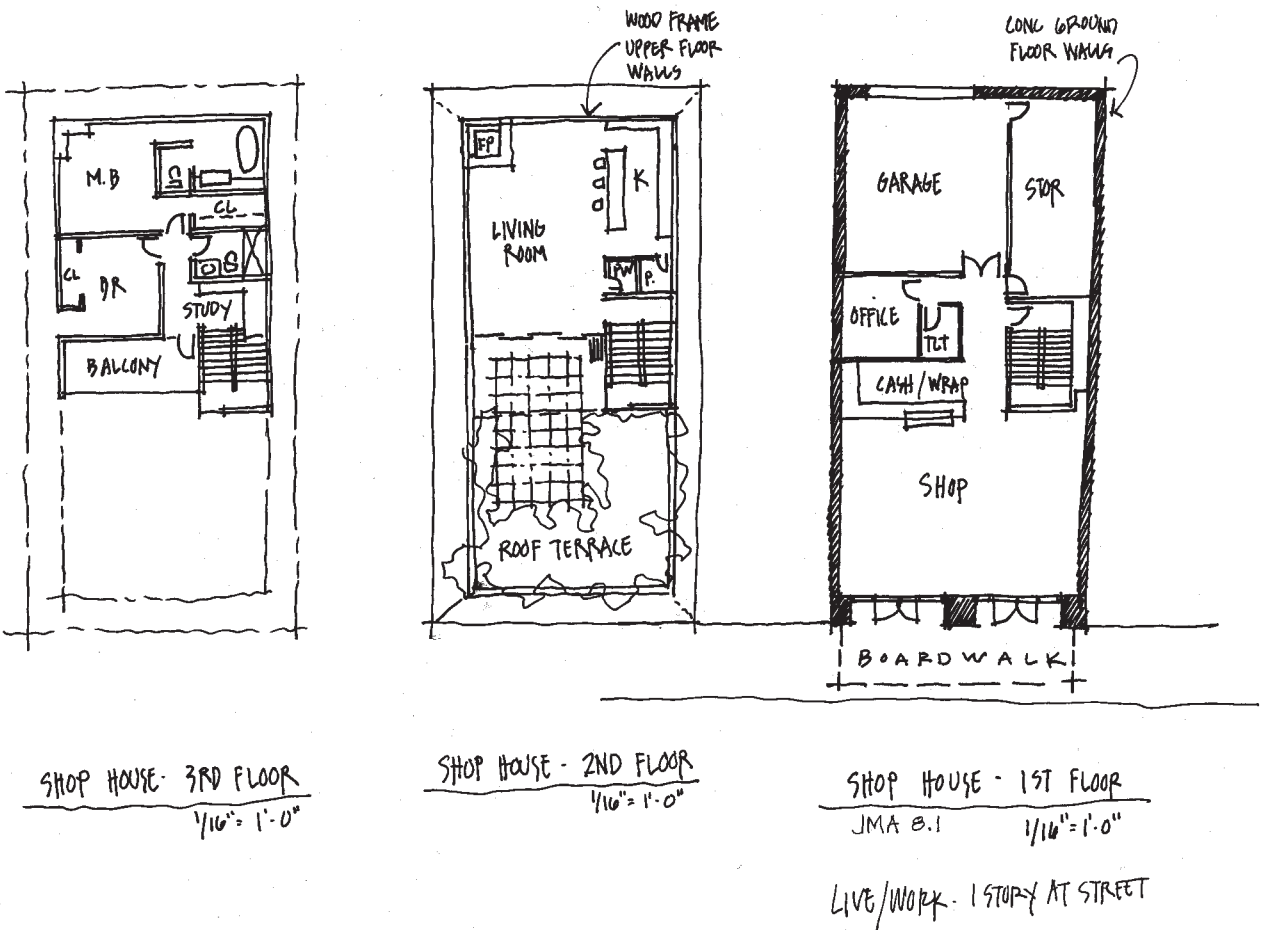 WOOD FRAME
UPPER FLOOR
WALLS
CONC GROUND
FLOOR WALLS
M.B
CL
CL
BR
STUDY
BALCONY
FP
K
LIVING
ROOM
PW
P.
ROOF TERRACE
GARAGE
STOR
OFFICE
TLT
CASH/WRAP
SHOP
BOARDWALK
SHOP HOUSE - 3RD FLOOR
1/16" = 1'-0"
SHOP HOUSE - 2ND FLOOR
1/16" = 1'-0"
SHOP HOUSE - 1ST FLOOR
JMA 8.1
1/16" = 1'-0"
LIVE/WORK - 1 STORY AT STREET